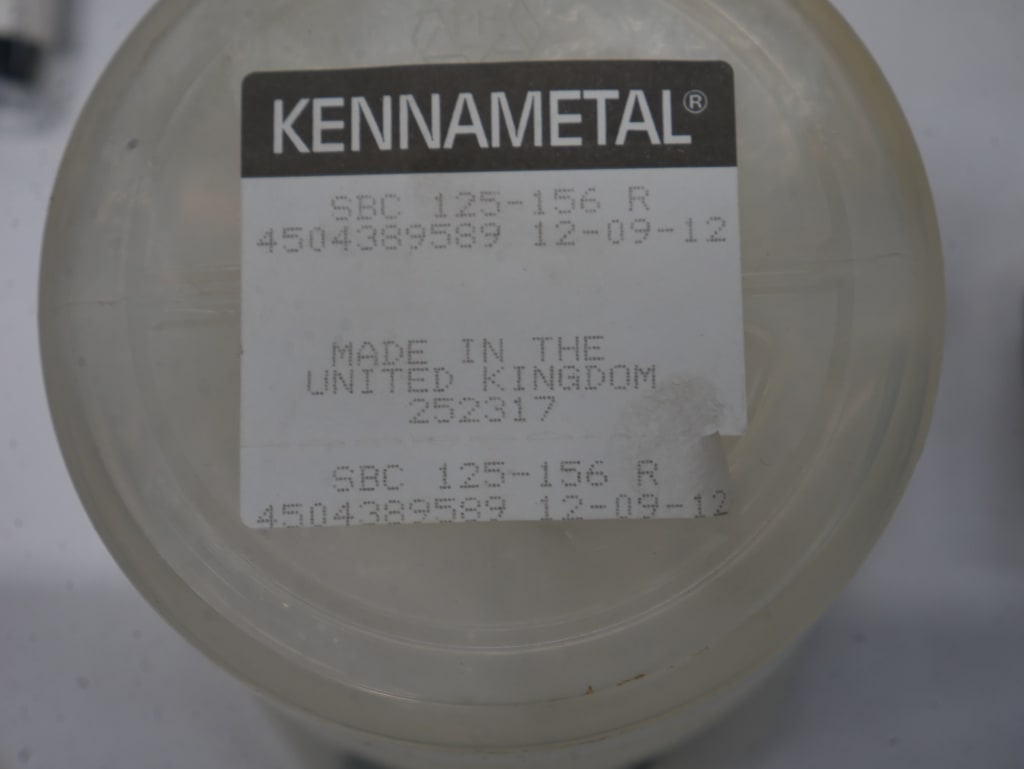 KENNAMETAL®
SBC 125-156 R
4504389589 12-09-12
MADE IN THE
UNITED KINGDOM
252317
SBC 125-156 R
4504389589 12-09-12